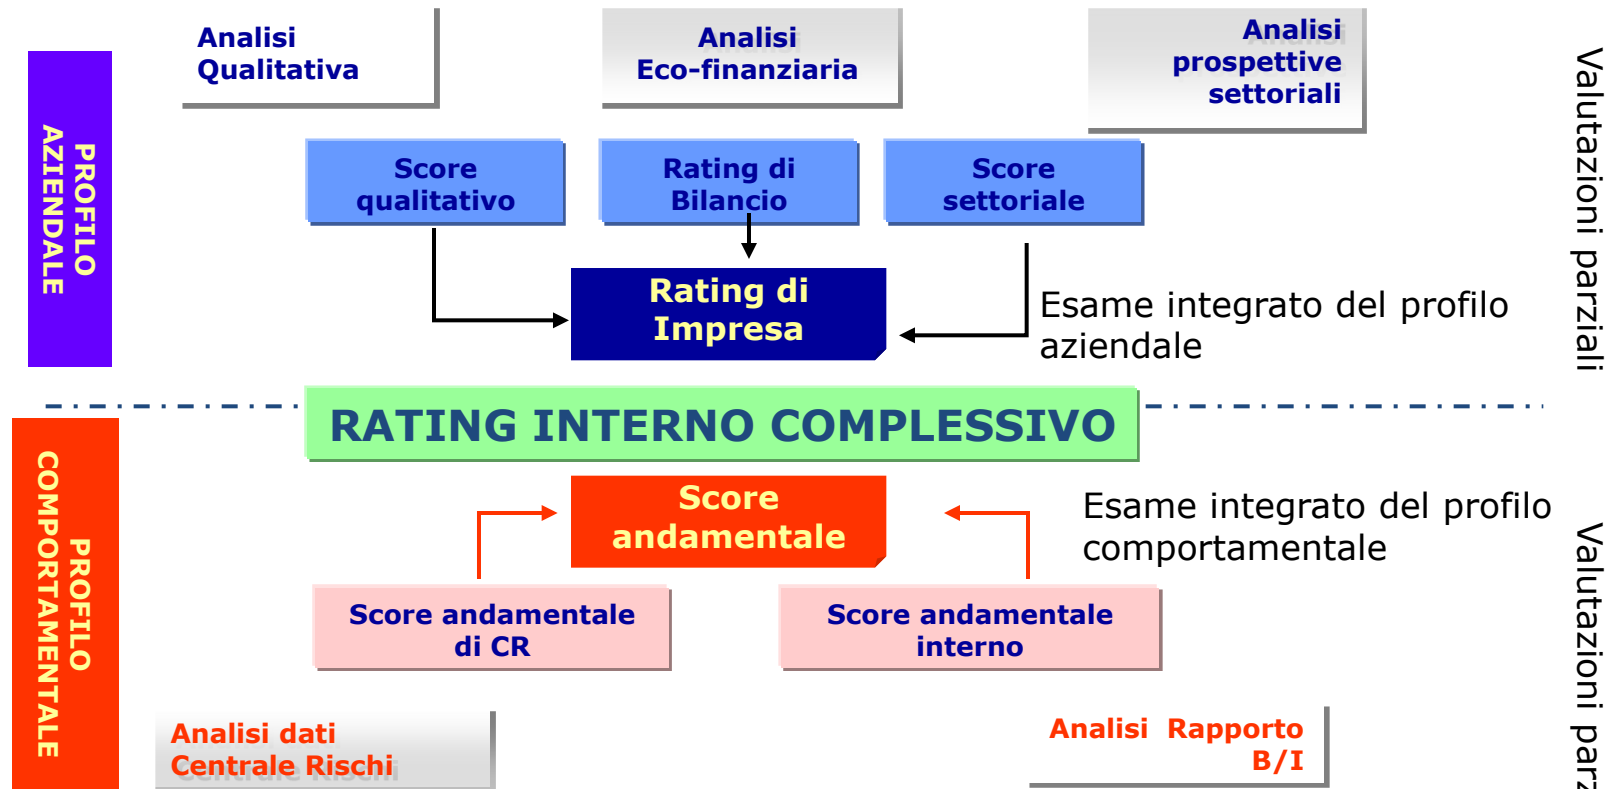 Analisi
Qualitativa
Analisi
Eco-finanziaria
Analisi
prospettive
settoriali
PROFILO
AZIENDALE
Valutazioni parziali
Score
qualitativo
Rating di
Bilancio
Score
settoriale
Rating di
Impresa
Esame integrato del profilo
aziendale
RATING INTERNO COMPLESSIVO
PROFILO
COMPORTAMENTALE
Score
andamentale
Esame integrato del profilo
comportamentale
Valutazioni parz
Score andamentale
di CR
Score andamentale
interno
Analisi dati
Centrale Rischi
Analisi Rapporto
B/I